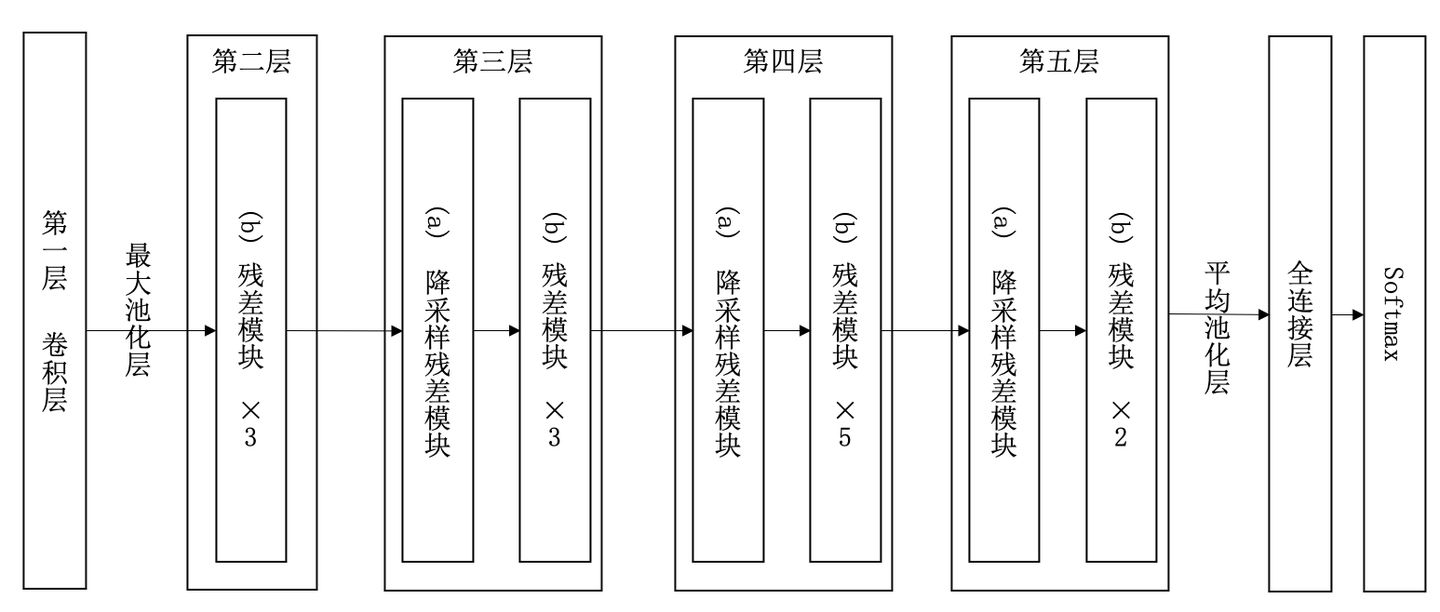 第一层 卷积层
最大池化层
第二层
(b) 残差模块 ×3
第三层
(a) 降采样残差模块
(b) 残差模块 ×3
第四层
(a) 降采样残差模块
(b) 残差模块 ×5
第五层
(a) 降采样残差模块
(b) 残差模块 ×2
平均池化层
全连接层
Softmax